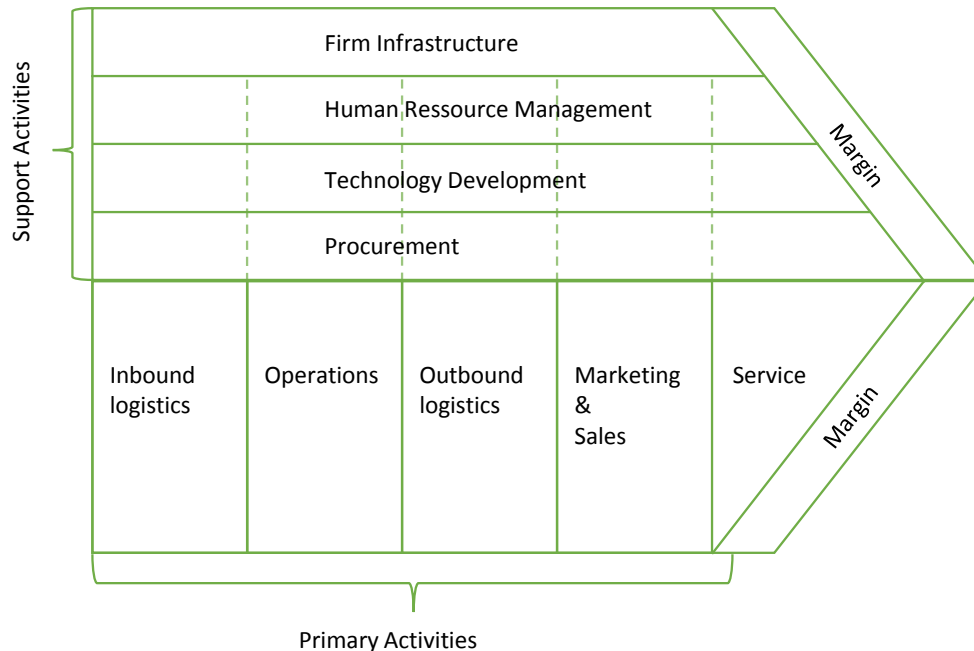 Support Activities
Firm Infrastructure
Human Ressource Management
Technology Development
Procurement
Margin
Inbound
logistics
Operations
Outbound
logistics
Marketing
&
Sales
Service
Margin
Primary Activities